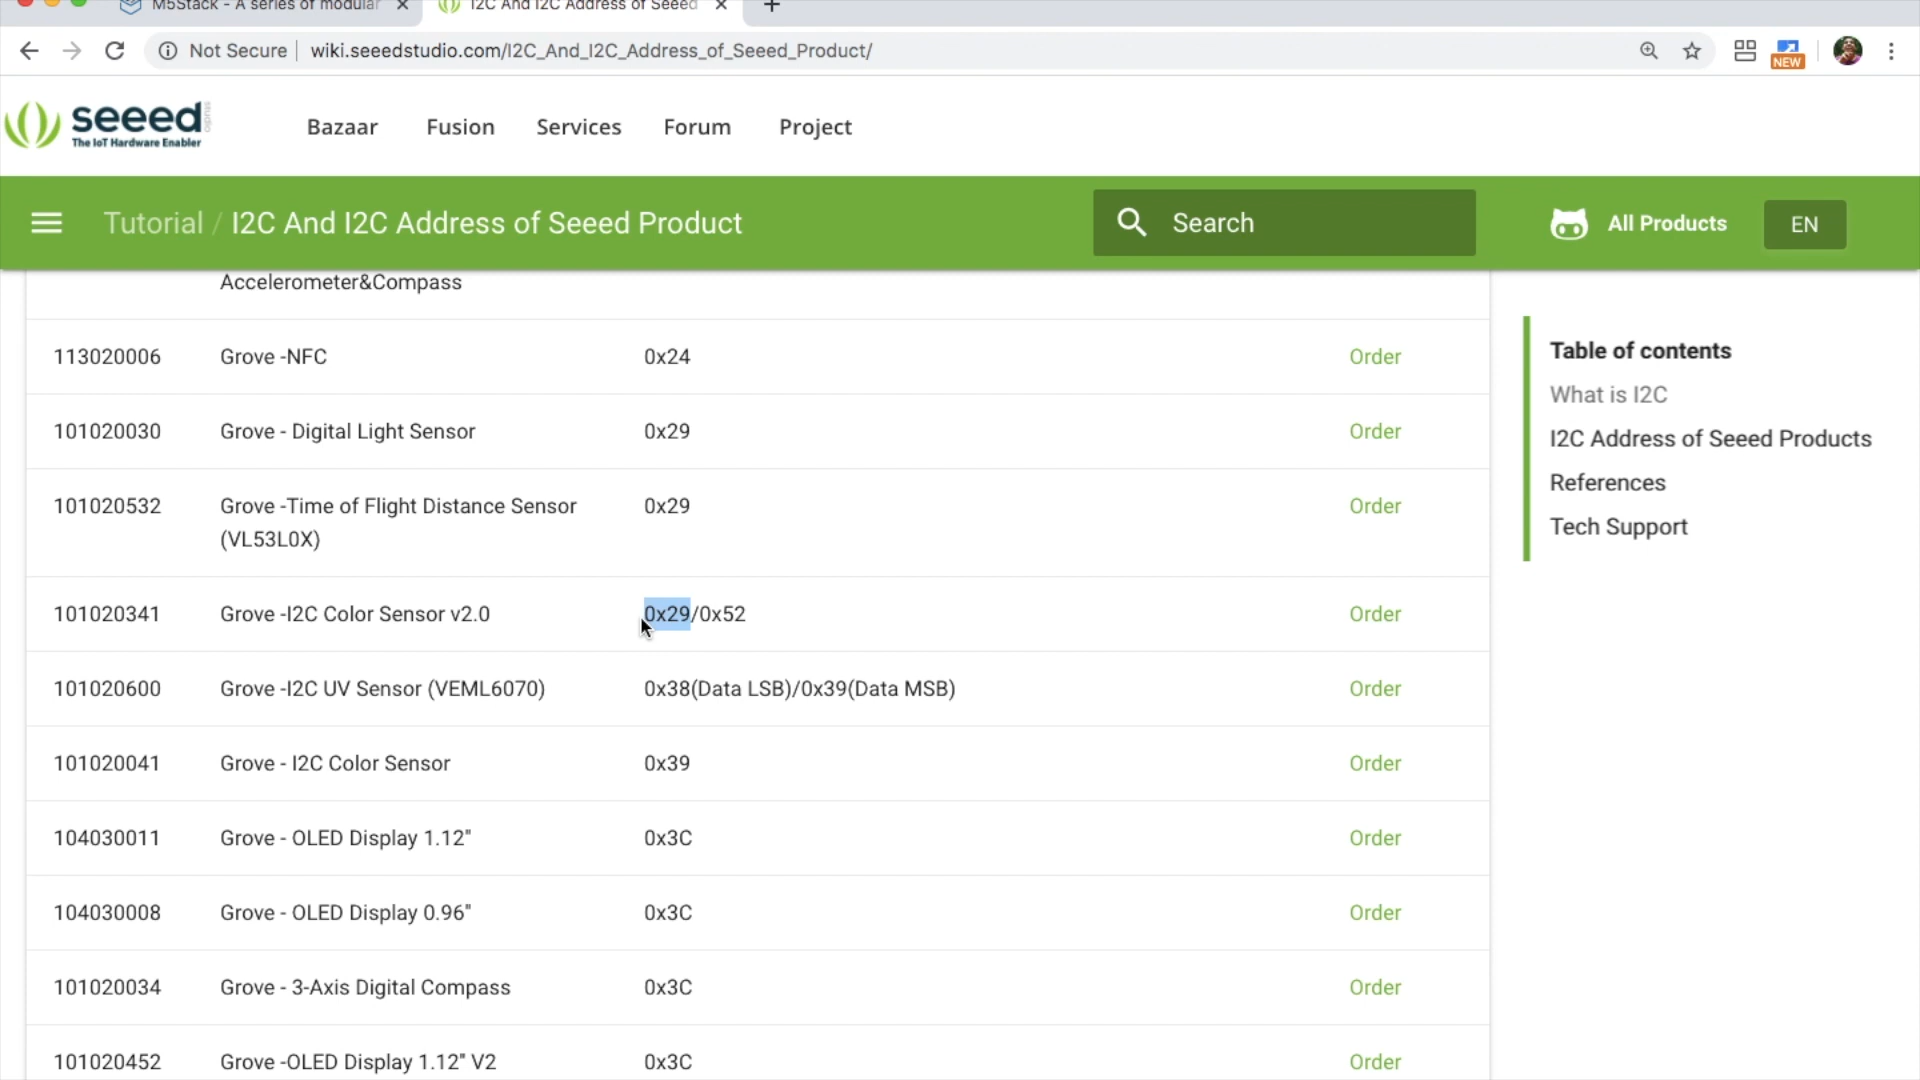 M5Stack - A series of modular
I2C And I2C Address of Seeed
Not Secure
wiki.seeedstudio.com/I2C_And_I2C_Address_of_Seeed_Product/
NEW
seeed studio
The IoT Hardware Enabler
Bazaar Fusion Services Forum Project
Tutorial / I2C And I2C Address of Seeed Product
Search
All Products
EN
Accelerometer&Compass
113020006 Grove -NFC 0x24 Order
101020030 Grove - Digital Light Sensor 0x29 Order
101020532 Grove -Time of Flight Distance Sensor 0x29 Order
(VL53L0X)
101020341 Grove -I2C Color Sensor v2.0 0x29/0x52 Order
101020600 Grove -I2C UV Sensor (VEML6070) 0x38(Data LSB)/0x39(Data MSB) Order
101020041 Grove - I2C Color Sensor 0x39 Order
104030011 Grove - OLED Display 1.12" 0x3C Order
104030008 Grove - OLED Display 0.96" 0x3C Order
101020034 Grove - 3-Axis Digital Compass 0x3C Order
101020452 Grove -OLED Display 1.12" V2 0x3C Order
Table of contents
What is I2C
I2C Address of Seeed Products
References
Tech Support